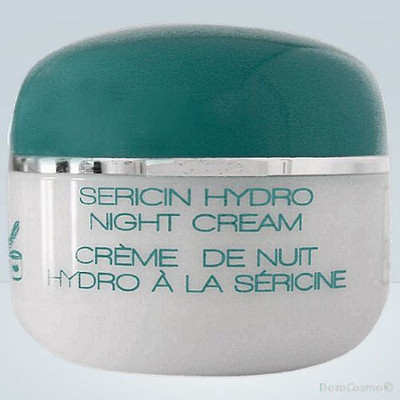 SERICIN HYDRO
NIGHT CREAM
CRÈME DE NUIT
HYDRO À LA SÉRICINE
DermCosmo©